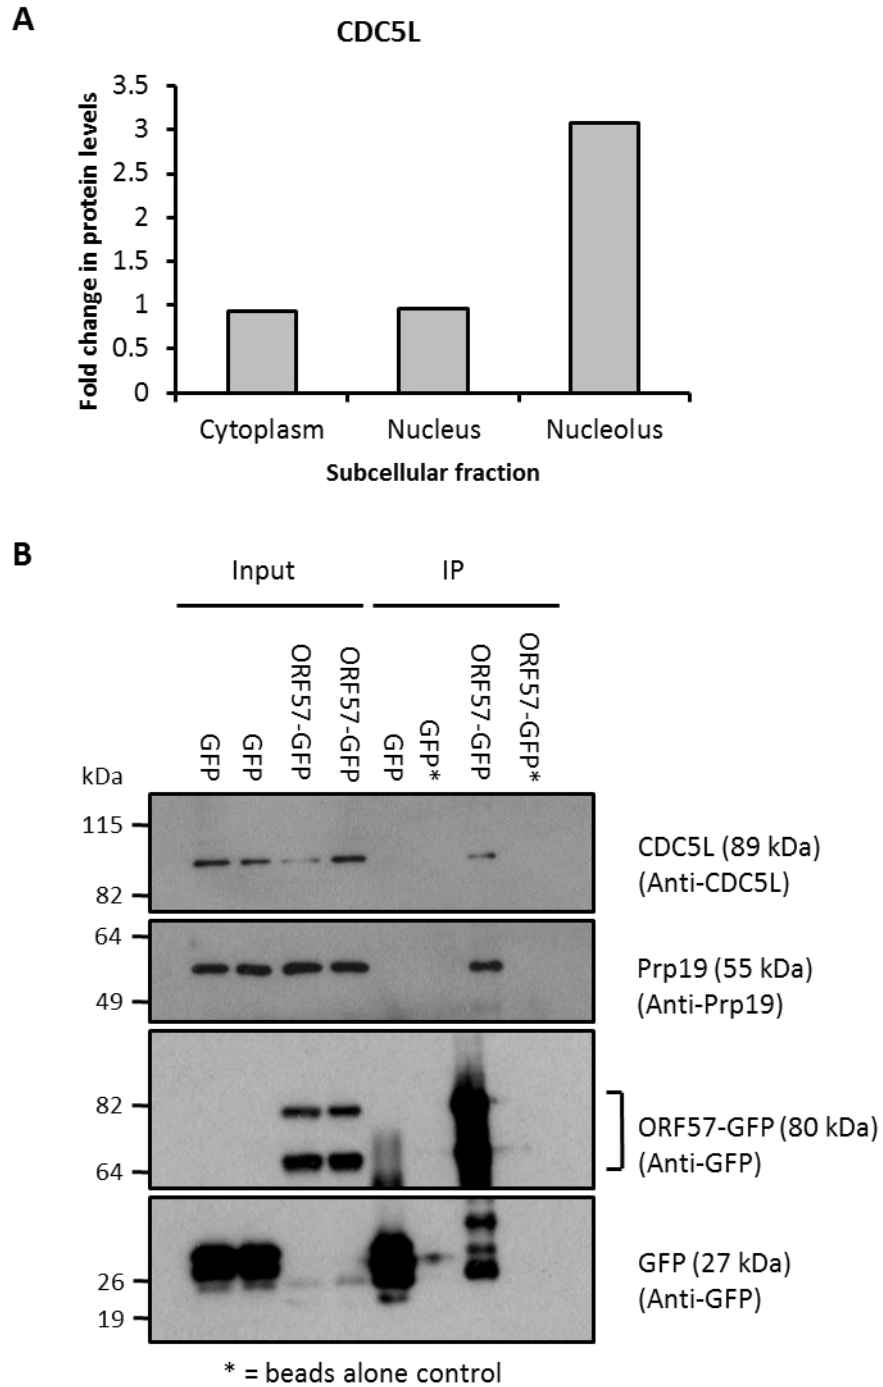 A
CDC5L
Fold change in protein levels
3.5
3
2.5
2
1.5
1
0.5
0
Cytoplasm Nucleus Nucleolus
Subcellular fraction
B
Input IP
GFP GFP ORF57-GFP ORF57-GFP GFP GFP* ORF57-GFP ORF57-GFP*
kDa
115
82
CDC5L (89 kDa)
(Anti-CDC5L)
64
49
Prp19 (55 kDa)
(Anti-Prp19)
82
64
ORF57-GFP (80 kDa)
(Anti-GFP)
26
19
GFP (27 kDa)
(Anti-GFP)
* = beads alone control